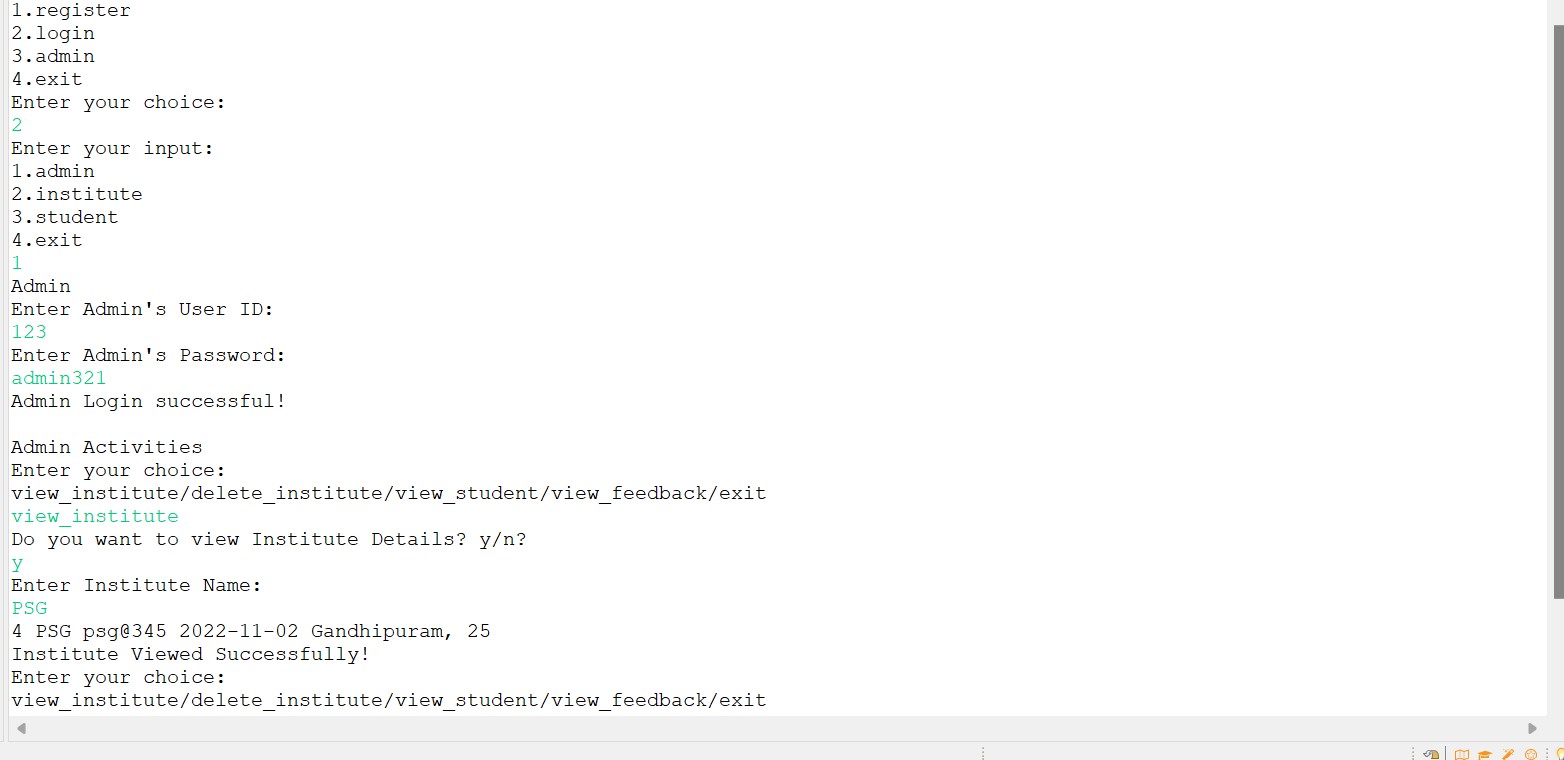 1.register
2.login
3.admin
4.exit
Enter your choice:
2
Enter your input:
1.admin
2.institute
3.student
4.exit
1
Admin
Enter Admin's User ID:
123
Enter Admin's Password:
admin321
Admin Login successful!
Admin Activities
Enter your choice:
view_institute/delete_institute/view_student/view_feedback/exit
view_institute
Do you want to view Institute Details? y/n?
y
Enter Institute Name:
PSG
4 PSG psg@345 2022-11-02 Gandhipuram, 25
Institute Viewed Successfully!
Enter your choice:
view_institute/delete_institute/view_student/view_feedback/exit